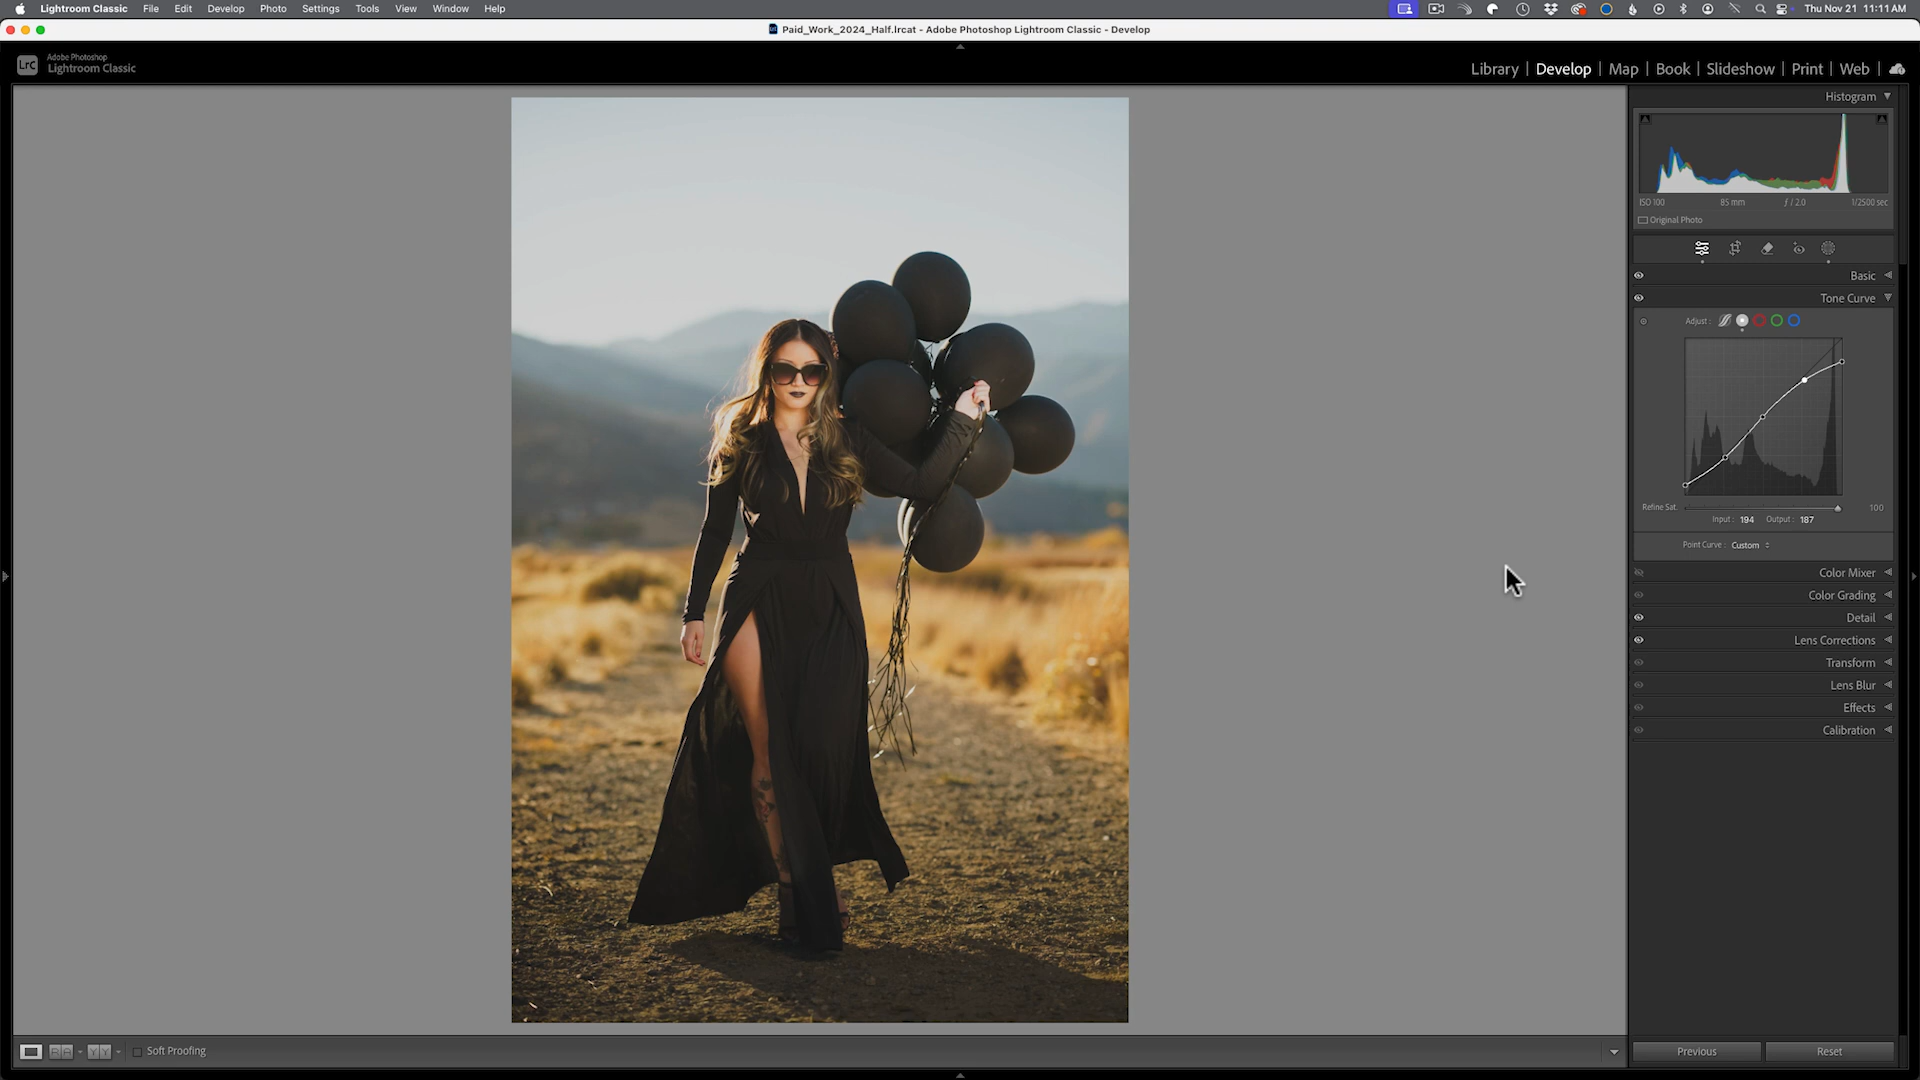 Lightroom Classic File Edit Develop Photo Settings Tools View Window Help Thu Nov 21 11:11 AM
Paid_Work_2024_Half.lrcat - Adobe Photoshop Lightroom Classic - Develop
LrC Adobe Photoshop
Lightroom Classic
Library | Develop | Map | Book | Slideshow | Print | Web |
Histogram
ISO 100 85 mm ƒ / 2.0 1/2500 sec
Original Photo
Basic
Tone Curve
Adjust :
Refine Sat. 100
Input : 194 Output : 187
Point Curve : Custom
Color Mixer
Color Grading
Detail
Lens Corrections
Transform
Lens Blur
Effects
Calibration
Soft Proofing
Previous Reset